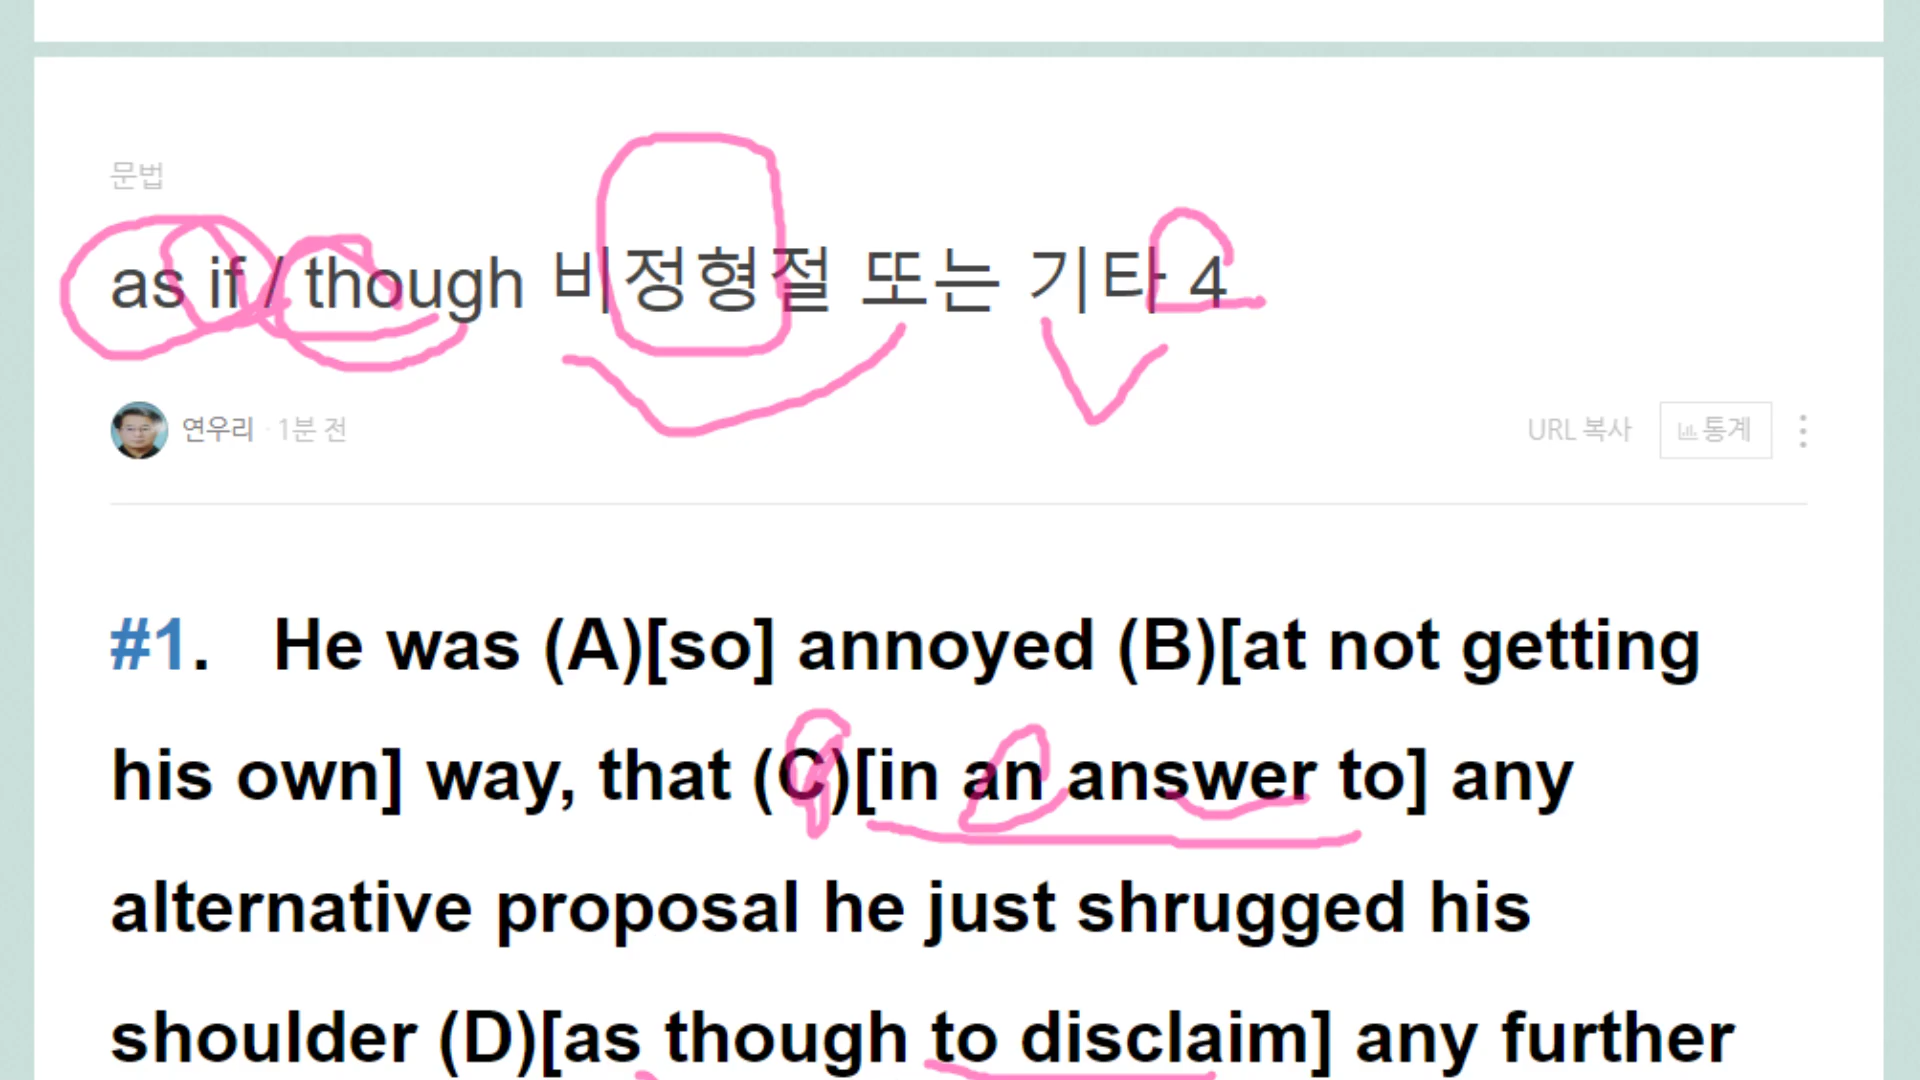 문법
as if / though 비정형절 또는 기타 4
연우리 · 1분 전
URL 복사 통계
#1. He was (A)[so] annoyed (B)[at not getting
his own] way, that (C)[in an answer to] any
alternative proposal he just shrugged his
shoulder (D)[as though to disclaim] any further